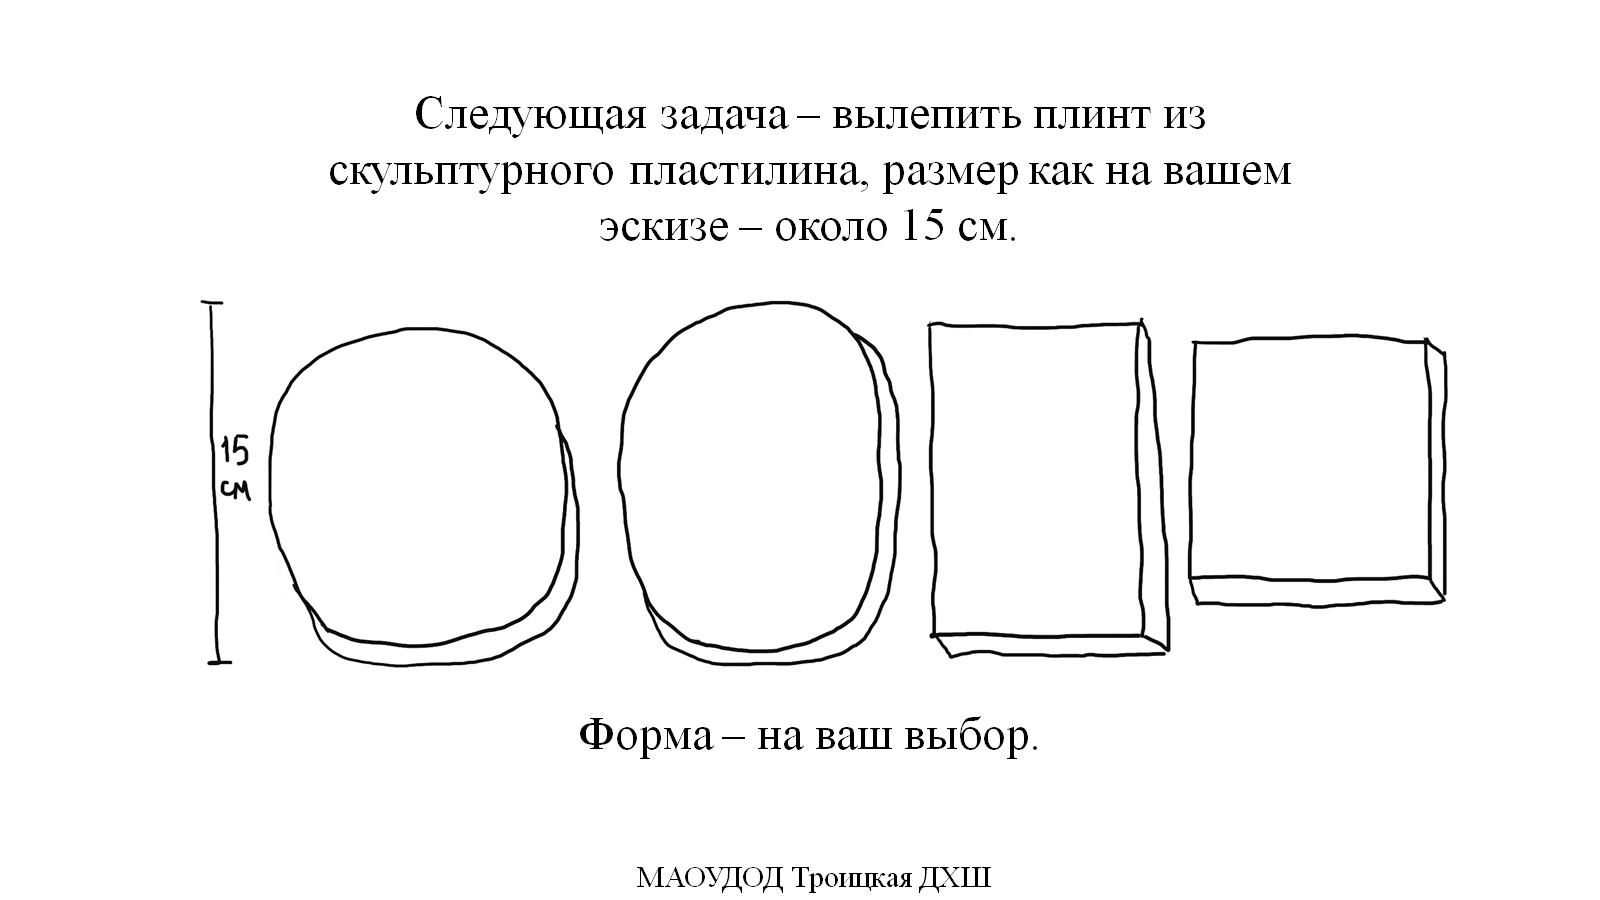 Следующая задача – вылепить плинт из
скульптурного пластилина, размер как на вашем
эскизе – около 15 см.
15
см
Форма – на ваш выбор.
МАОУДОД Троицкая ДХШ